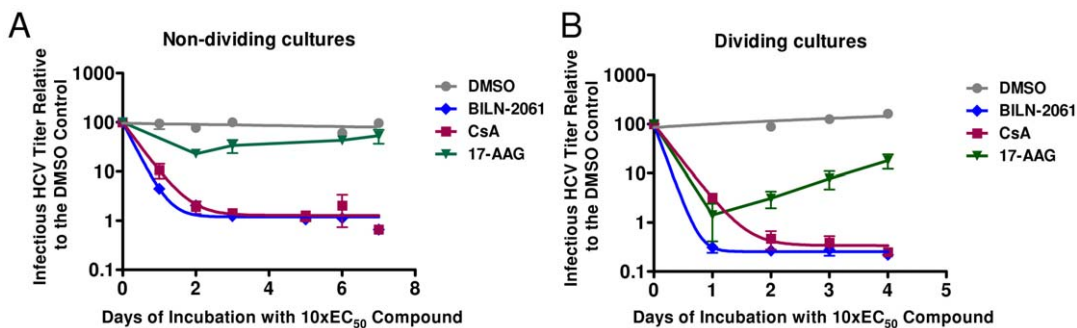 A
Non-dividing cultures
Infectious HCV Titer Relative
to the DMSO Control
1000
100
10
1
0.1
0
2
4
6
8
Days of Incubation with 10xEC50 Compound
DMSO
BILN-2061
CsA
17-AAG
B
Dividing cultures
Infectious HCV Titer Relative
to the DMSO Control
1000
100
10
1
0.1
0
1
2
3
4
5
Days of Incubation with 10xEC50 Compound
DMSO
BILN-2061
CsA
17-AAG